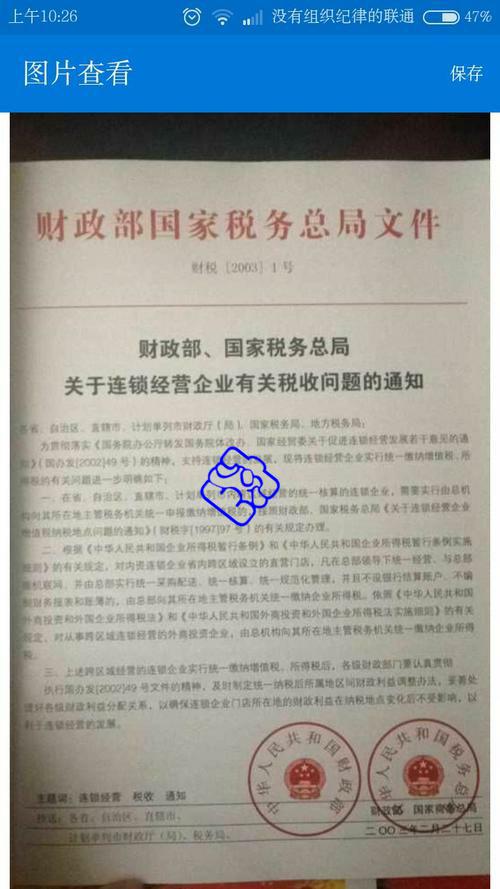 上午10:26
没有组织纪律的联通
47%
图片查看
保存
财政部国家税务总局文件
财税［2003］1号
财政部、国家税务总局
关于连锁经营企业有关税收问题的通知
各省、自治区、直辖市、计划单列市财政厅（局）、国家税务局、地方税务局：
为贯彻落实《国务院办公厅转发国务院体改办、国家经贸委关于促进连锁经营发展若干意见的通
知》（国办发[2002]49号）的精神，支持连锁经营的发展，现将连锁经营企业实行统一缴纳增值税、所
得税的有关问题进一步明确如下：
一、在省、自治区、直辖市、计划单列市内跨区域经营的统一核算的连锁企业，需要实行由总机
构向其所在地主管税务机关统一申报缴纳增值税的，按照财政部、国家税务总局《关于连锁经营企业
增值税纳税地点问题的通知》（财税字[1997]97号）的有关规定办理。
二、根据《中华人民共和国企业所得税暂行条例》和《中华人民共和国企业所得税暂行条例实施
细则》的有关规定，对内资连锁企业省内跨区域设立的直营门店，凡在总部领导下统一经营、与总部
微机联网、并由总部实行统一采购配送、统一核算、统一规范化管理，并且不设银行结算账户、不编
制财务报表和账簿的，由总部向其所在地主管税务机关统一缴纳企业所得税。依照《中华人民共和国
外商投资和外国企业所得税法》和《中华人民共和国外商投资和外国企业所得税法实施细则》的有关
规定，对从事跨区域连锁经营的外商投资企业，由总机构向其所在地主管税务机关统一缴纳企业所得
税。
三、上述跨区域经营的连锁企业实行统一缴纳增值税、所得税后，各级财政部门要认真贯彻
执行国办发[2002]49号文件的精神，及时制定统一纳税后所属地区间财政利益调整办法，妥善处
理好各级财政利益分配关系，以确保连锁企业门店所在地的财政利益在纳税地点变化后不受影响，以
利于连锁经营的发展。
中华人民共和国财政部
中华人民共和国国家税务总局
主题词：连锁经营 税收 通知
财政部 国家税务总局
抄送：各省、自治区、直辖市、
计划单列市财政厅（局）、税务局、
二〇〇三年二月二十七日